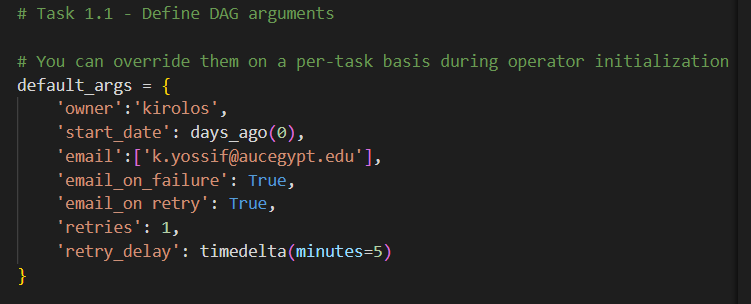 # Task 1.1 - Define DAG arguments
# You can override them on a per-task basis during operator initialization
default_args = {
'owner':'kirolos',
'start_date': days_ago(0),
'email':['k.yossif@aucegypt.edu'],
'email_on_failure': True,
'email_on retry': True,
'retries': 1,
'retry_delay': timedelta(minutes=5)
}